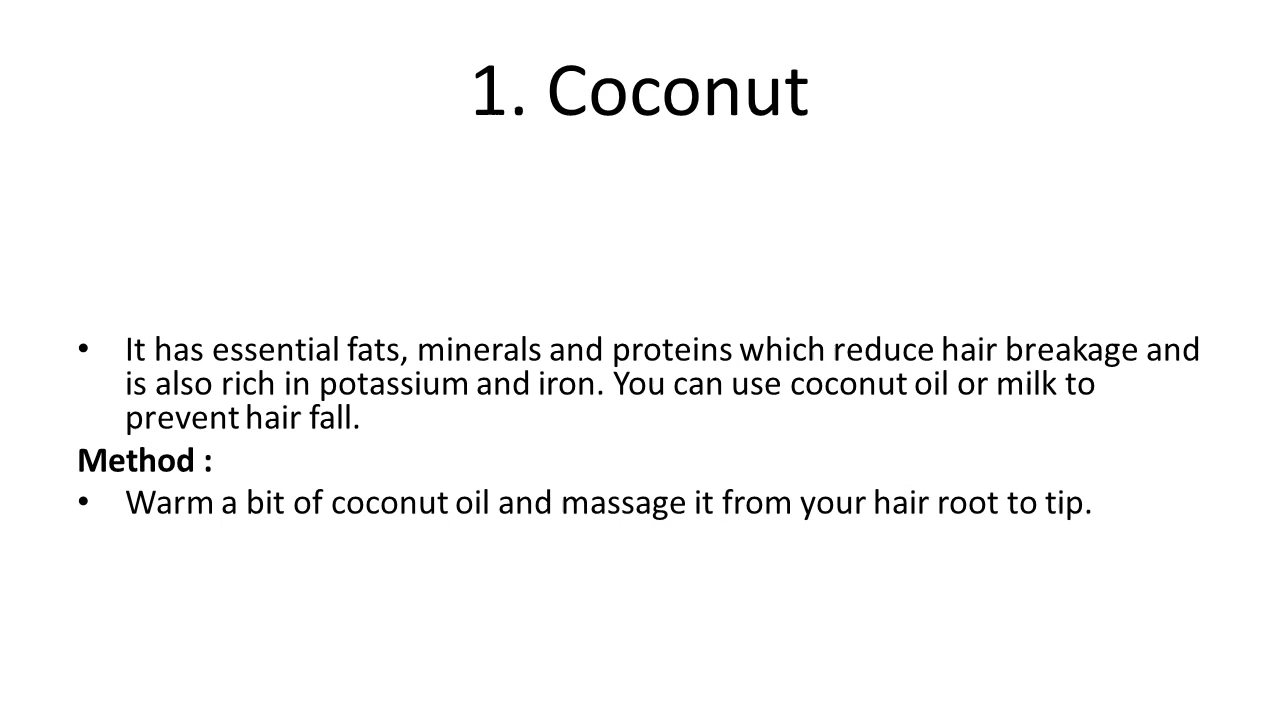 1. Coconut
• It has essential fats, minerals and proteins which reduce hair breakage and
is also rich in potassium and iron. You can use coconut oil or milk to
prevent hair fall.
Method :
• Warm a bit of coconut oil and massage it from your hair root to tip.